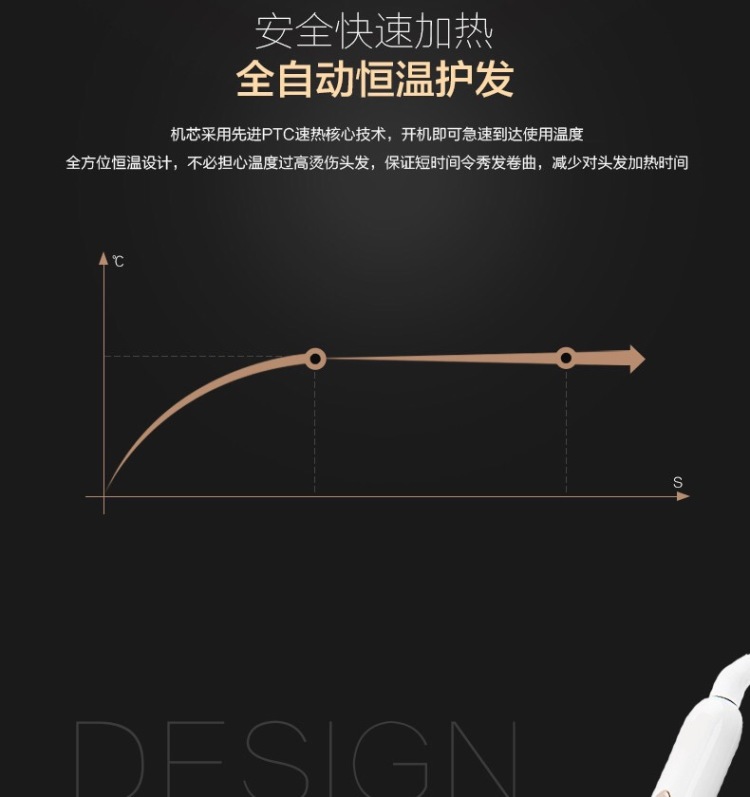 安全快速加热
全自动恒温护发
机芯采用先进PTC速热核心技术，开机即可急速到达使用温度
全方位恒温设计，不必担心温度过高烫伤头发，保证短时间令秀发卷曲，减少对头发加热时间
℃
S
DESIGN